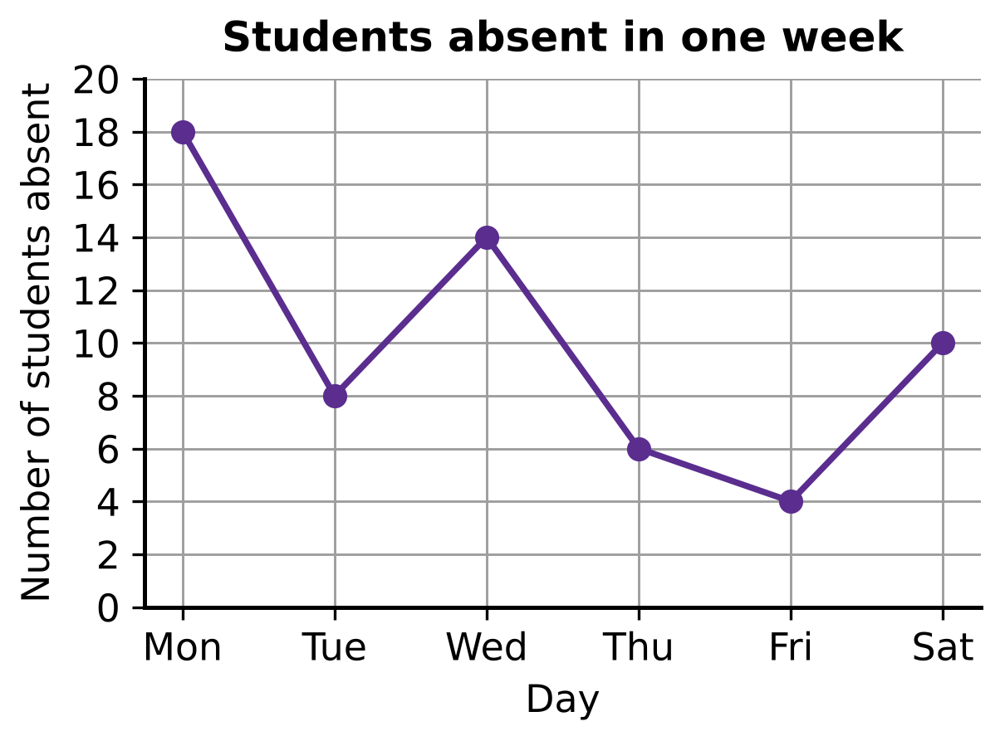 Students absent in one week
Number of students absent
20
18
16
14
12
10
8
6
4
2
0
Mon Tue Wed Thu Fri Sat
Day